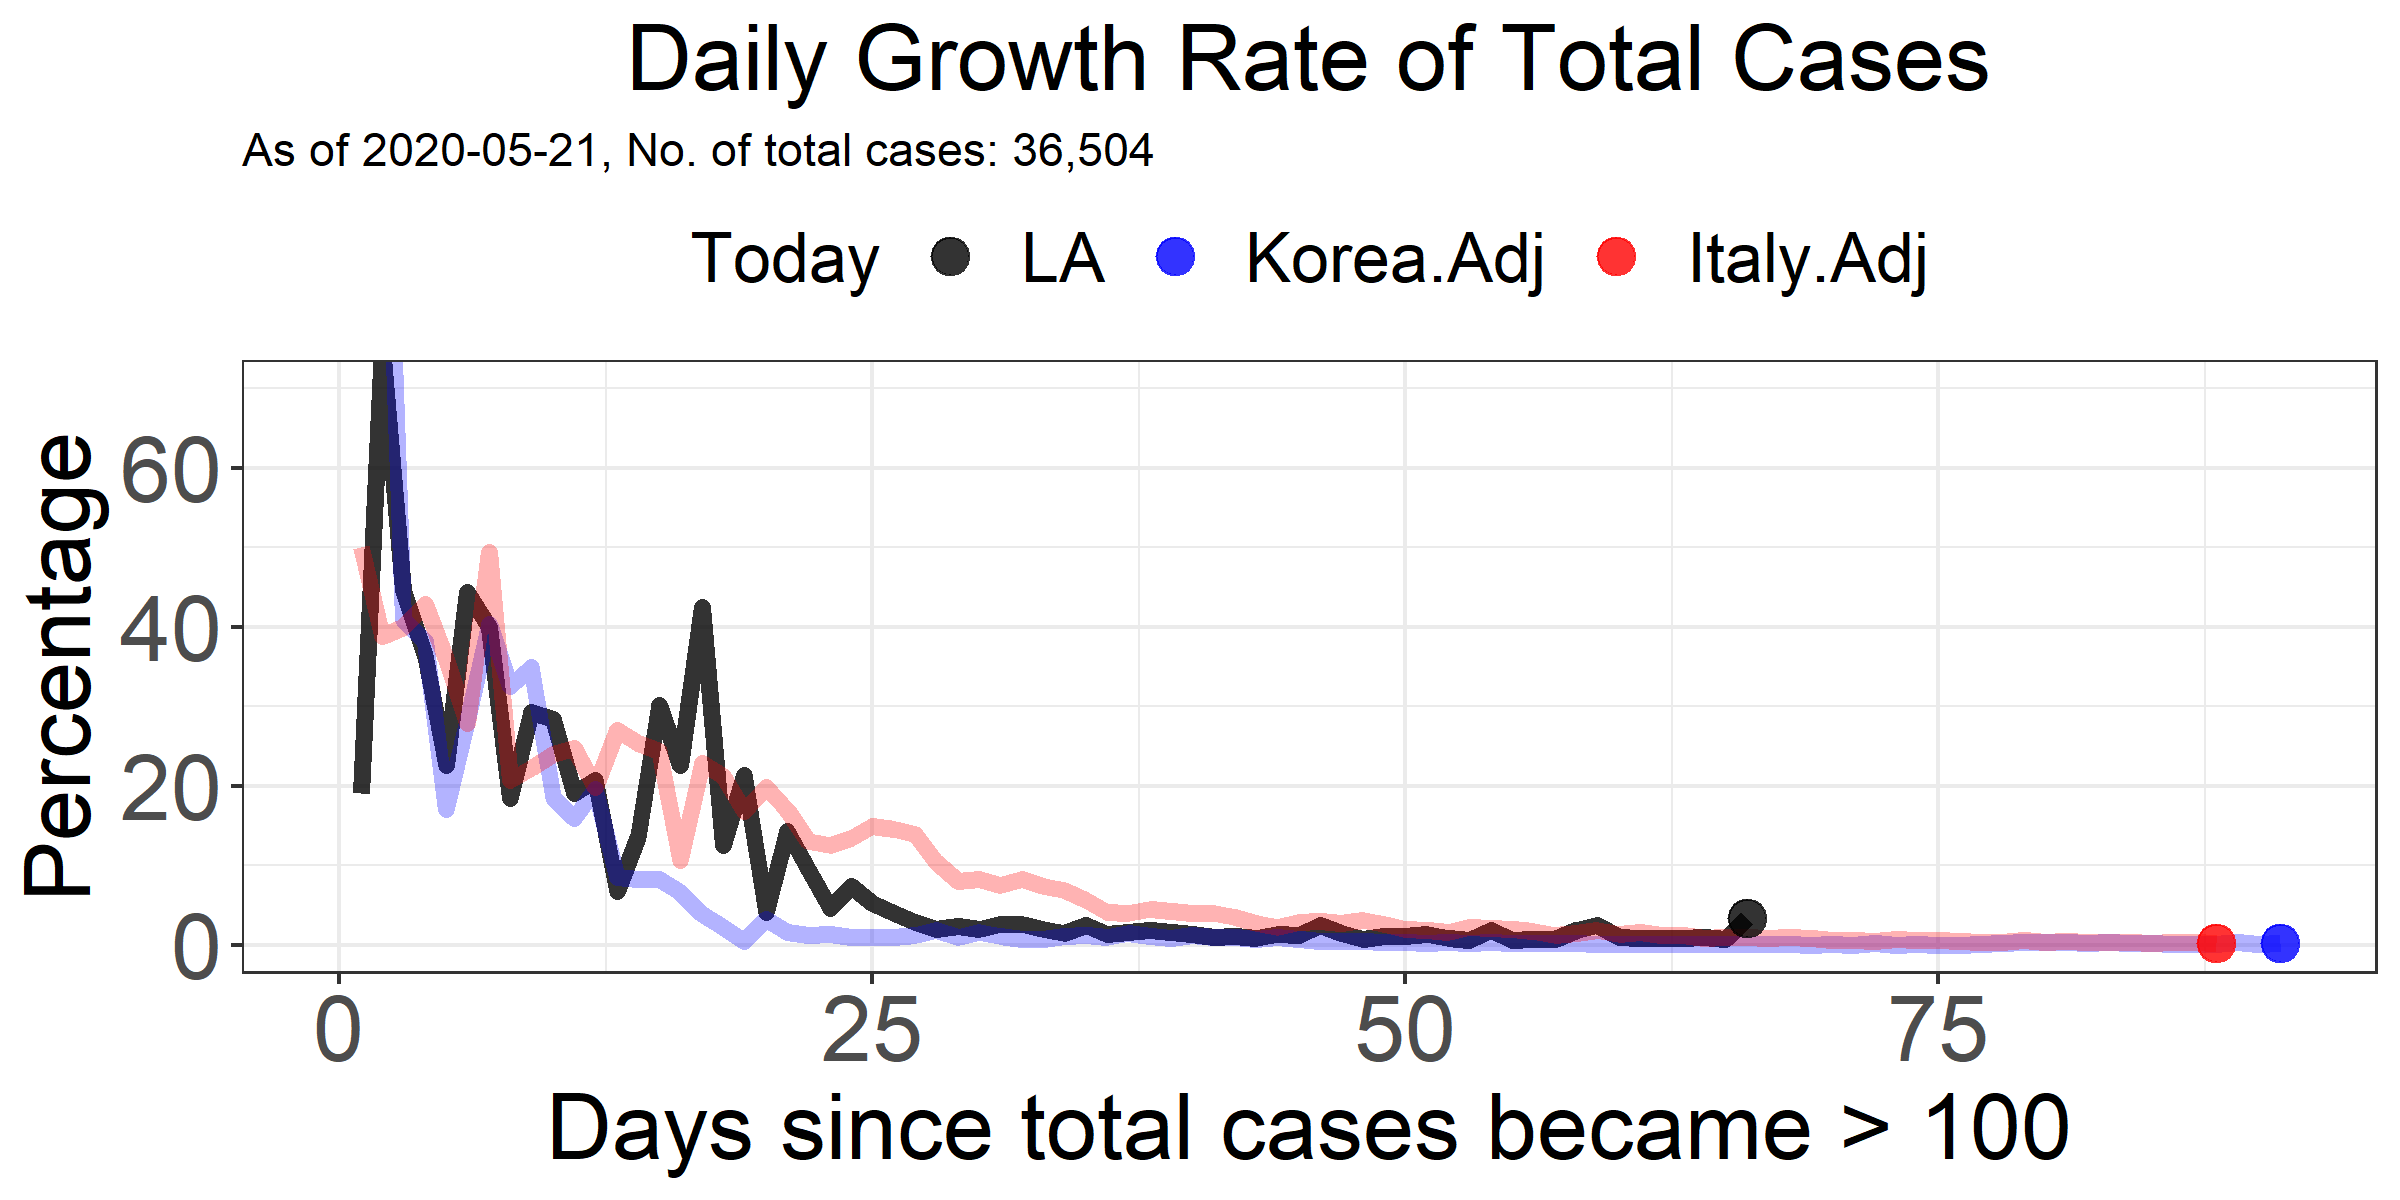 Daily Growth Rate of Total Cases
As of 2020-05-21, No. of total cases: 36,504
Today LA Korea.Adj Italy.Adj
Percentage
60
40
20
0
0 25 50 75
Days since total cases became > 100